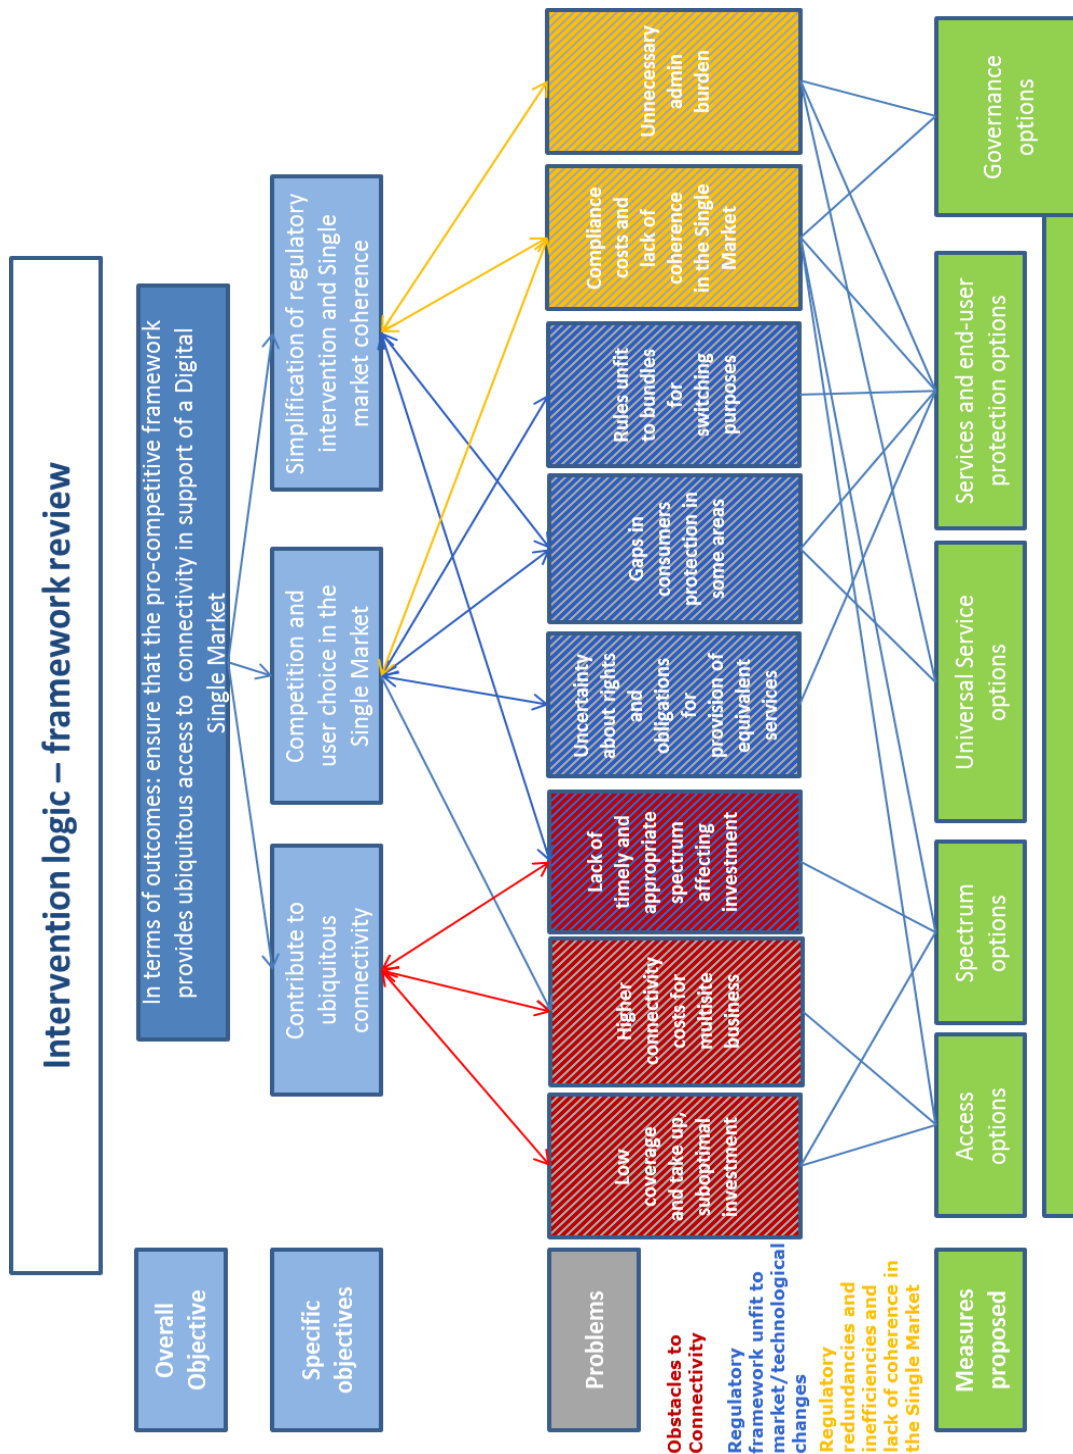 Intervention logic – framework review
Overall
Objective
In terms of outcomes: ensure that the pro-competitive framework
provides ubiquitous access to connectivity in support of a Digital
Single Market
Specific
objectives
Contribute to
ubiquitous
connectivity
Competition and
user choice in the
Single Market
Simplification of regulatory
intervention and Single
market coherence
Problems
Low
coverage
and take up,
suboptimal
investment
Higher
connectivity
costs for
multisite
business
Lack of
timely and
appropriate
spectrum
affecting
investment
Uncertainty
about rights
and
obligations
for
provision of
equivalent
services
Gaps in
consumers
protection in
some areas
Rules unfit
to bundles
for
switching
purposes
Compliance
costs and
lack of
coherence
in the Single
Market
Unnecessary
admin
burden
Obstacles to
Connectivity
Regulatory
framework unfit to
market/technological
changes
Regulatory
redundancies and
inefficiencies and
lack of coherence in
the Single Market
Measures
proposed
Access
options
Spectrum
options
Universal Service
options
Services and end-user
protection options
Governance
options